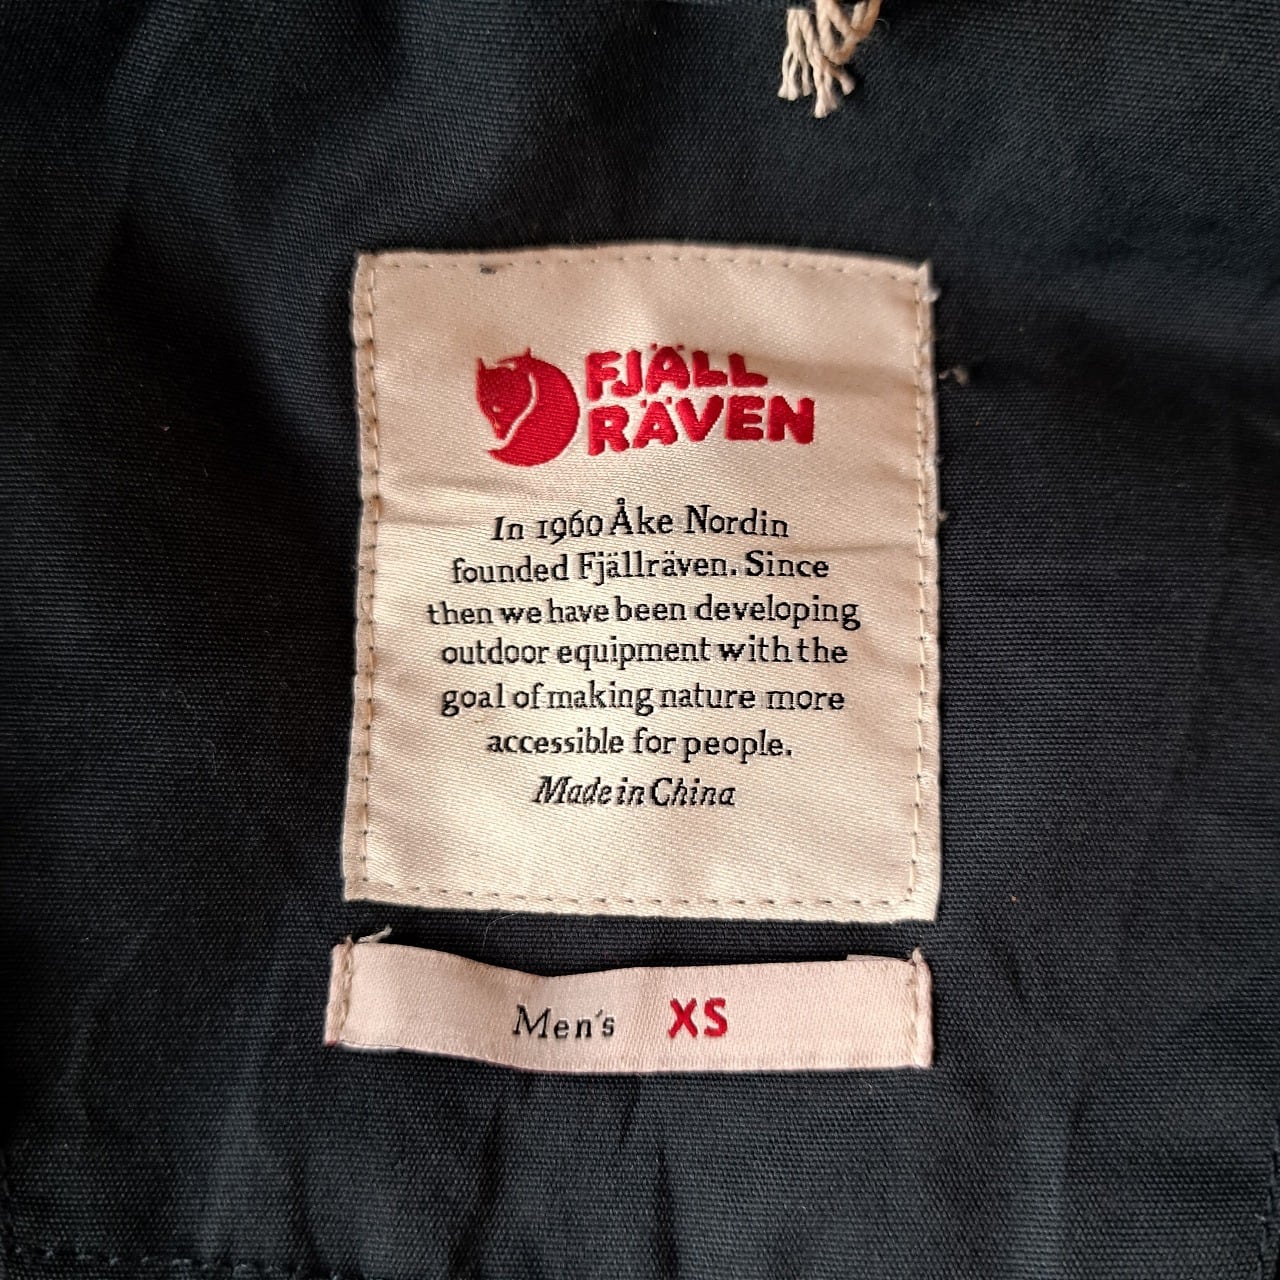 FJÄLL
RÄVEN
In 1960 Åke Nordin
founded Fjällräven. Since
then we have been developing
outdoor equipment with the
goal of making nature more
accessible for people.
Made in China
Men's XS